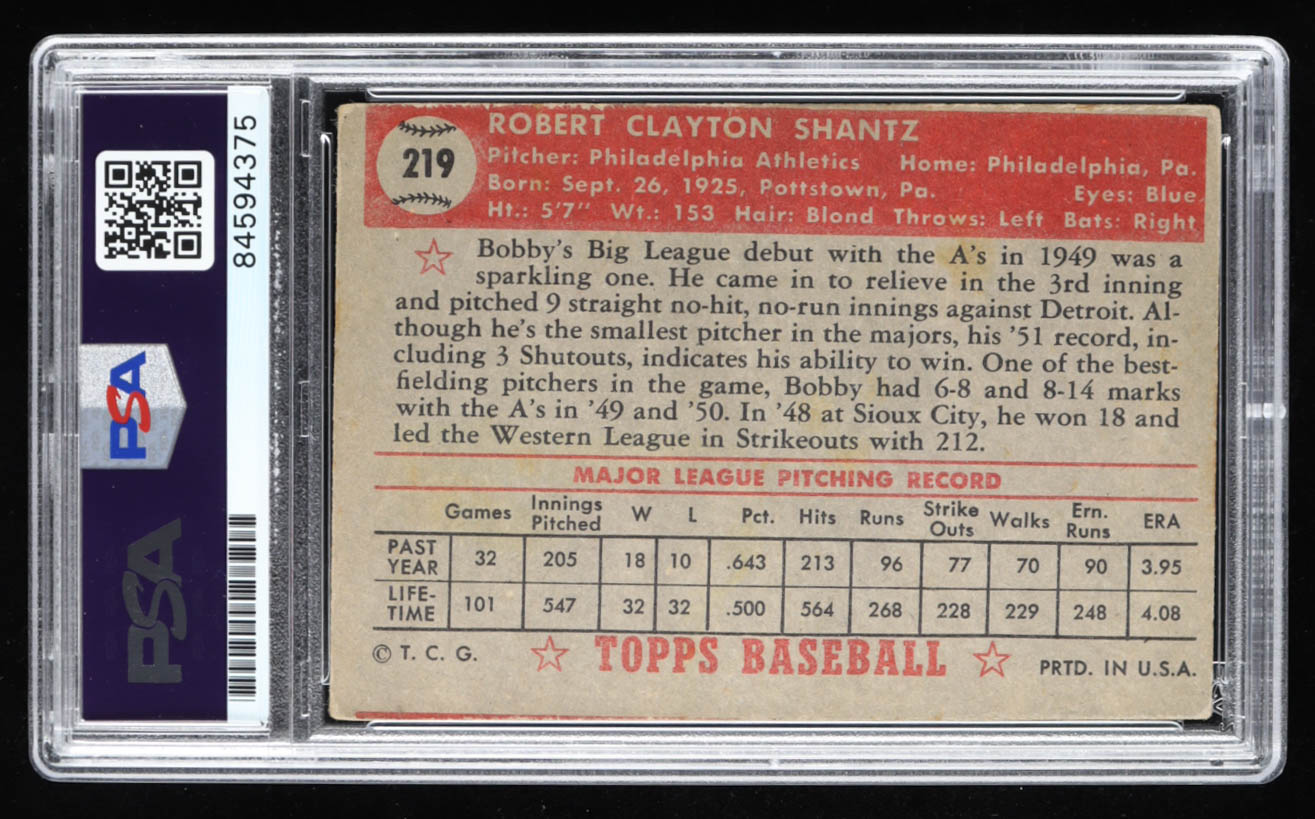 84594375
PSA
PSA
219
ROBERT CLAYTON SHANTZ
Pitcher: Philadelphia Athletics Home: Philadelphia, Pa.
Born: Sept. 26, 1925, Pottstown, Pa. Eyes: Blue
Ht.: 5'7" Wt.: 153 Hair: Blond Throws: Left Bats: Right
Bobby's Big League debut with the A's in 1949 was a
sparkling one. He came in to relieve in the 3rd inning
and pitched 9 straight no-hit, no-run innings against Detroit. Al-
though he's the smallest pitcher in the majors, his '51 record, in-
cluding 3 Shutouts, indicates his ability to win. One of the best-
fielding pitchers in the game, Bobby had 6-8 and 8-14 marks
with the A's in '49 and '50. In '48 at Sioux City, he won 18 and
led the Western League in Strikeouts with 212.
MAJOR LEAGUE PITCHING RECORD
Games Innings Pitched W L Pct. Hits Runs Strike Outs Walks Ern. Runs ERA
PAST YEAR 32 205 18 10 .643 213 96 77 70 90 3.95
LIFE-TIME 101 547 32 32 .500 564 268 228 229 248 4.08
© T. C. G. TOPPS BASEBALL PRTD. IN U.S.A.